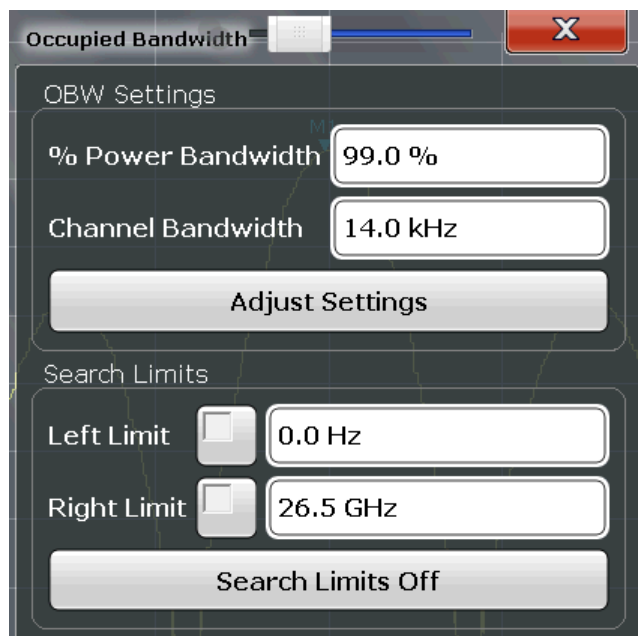 Occupied Bandwidth
X
OBW Settings
M1
% Power Bandwidth 99.0 %
Channel Bandwidth 14.0 kHz
Adjust Settings
Search Limits
Left Limit 0.0 Hz
Right Limit 26.5 GHz
Search Limits Off